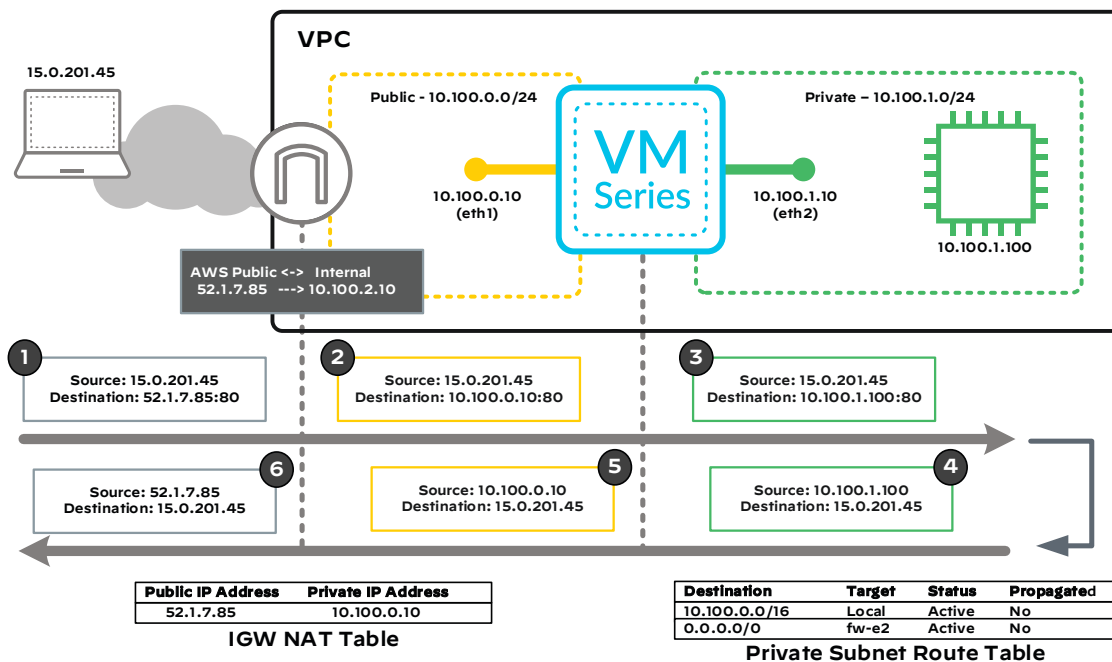 VPC
15.0.201.45
Public - 10.100.0.0/24
Private – 10.100.1.0/24
VM
Series
10.100.0.10
(eth1)
10.100.1.10
(eth2)
10.100.1.100
AWS Public <-> Internal
52.1.7.85 ---> 10.100.2.10
1
Source: 15.0.201.45
Destination: 52.1.7.85:80
2
Source: 15.0.201.45
Destination: 10.100.0.10:80
3
Source: 15.0.201.45
Destination: 10.100.1.100:80
6
Source: 52.1.7.85
Destination: 15.0.201.45
5
Source: 10.100.0.10
Destination: 15.0.201.45
4
Source: 10.100.1.100
Destination: 15.0.201.45
Public IP Address Private IP Address
52.1.7.85 10.100.0.10
IGW NAT Table
Destination Target Status Propagated
10.100.0.0/16 Local Active No
0.0.0.0/0 fw-e2 Active No
Private Subnet Route Table